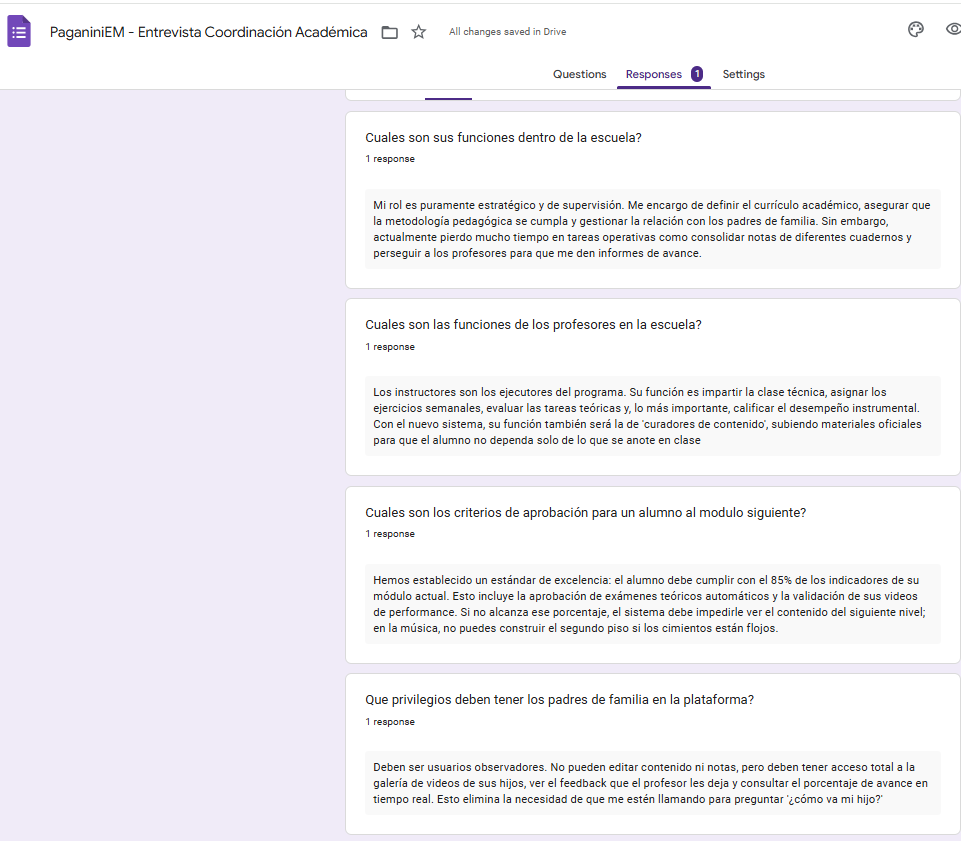 PaganiniEM - Entrevista Coordinación Académica
All changes saved in Drive
Questions
Responses 1
Settings
Cuales son sus funciones dentro de la escuela?
1 response
Mi rol es puramente estratégico y de supervisión. Me encargo de definir el currículo académico, asegurar que
la metodología pedagógica se cumpla y gestionar la relación con los padres de familia. Sin embargo,
actualmente pierdo mucho tiempo en tareas operativas como consolidar notas de diferentes cuadernos y
perseguir a los profesores para que me den informes de avance.
Cuales son las funciones de los profesores en la escuela?
1 response
Los instructores son los ejecutores del programa. Su función es impartir la clase técnica, asignar los
ejercicios semanales, evaluar las tareas teóricas y, lo más importante, calificar el desempeño instrumental.
Con el nuevo sistema, su función también será la de 'curadores de contenido', subiendo materiales oficiales
para que el alumno no dependa solo de lo que se anote en clase
Cuales son los criterios de aprobación para un alumno al modulo siguiente?
1 response
Hemos establecido un estándar de excelencia: el alumno debe cumplir con el 85% de los indicadores de su
módulo actual. Esto incluye la aprobación de exámenes teóricos automáticos y la validación de sus videos
de performance. Si no alcanza ese porcentaje, el sistema debe impedirle ver el contenido del siguiente nivel;
en la música, no puedes construir el segundo piso si los cimientos están flojos.
Que privilegios deben tener los padres de familia en la plataforma?
1 response
Deben ser usuarios observadores. No pueden editar contenido ni notas, pero deben tener acceso total a la
galería de videos de sus hijos, ver el feedback que el profesor les deja y consultar el porcentaje de avance en
tiempo real. Esto elimina la necesidad de que me estén llamando para preguntar '¿cómo va mi hijo?'